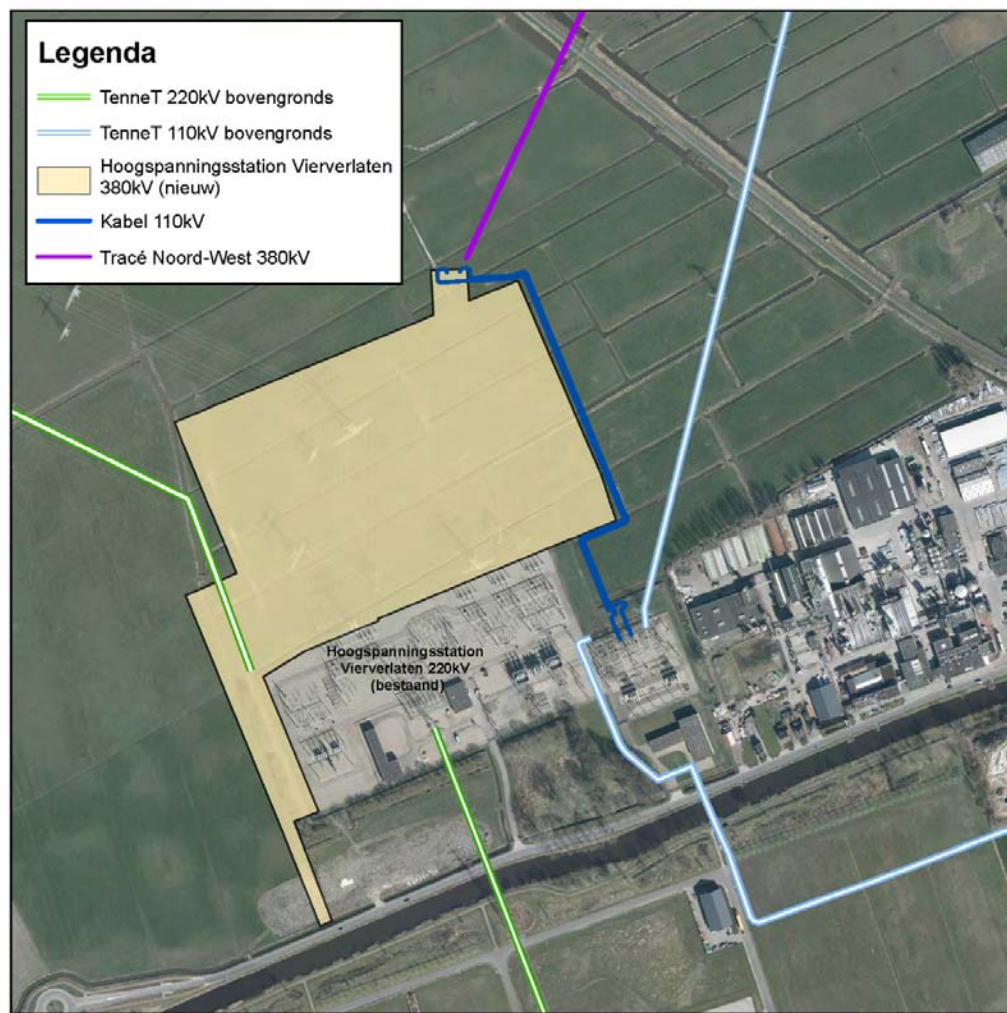 Legenda
TenneT 220kV bovengronds
TenneT 110kV bovengronds
Hoogspanningsstation Vierverlaten
380kV (nieuw)
Kabel 110kV
Tracé Noord-West 380kV
Hoogspanningsstation
Vierverlaten 220kV
(bestaand)